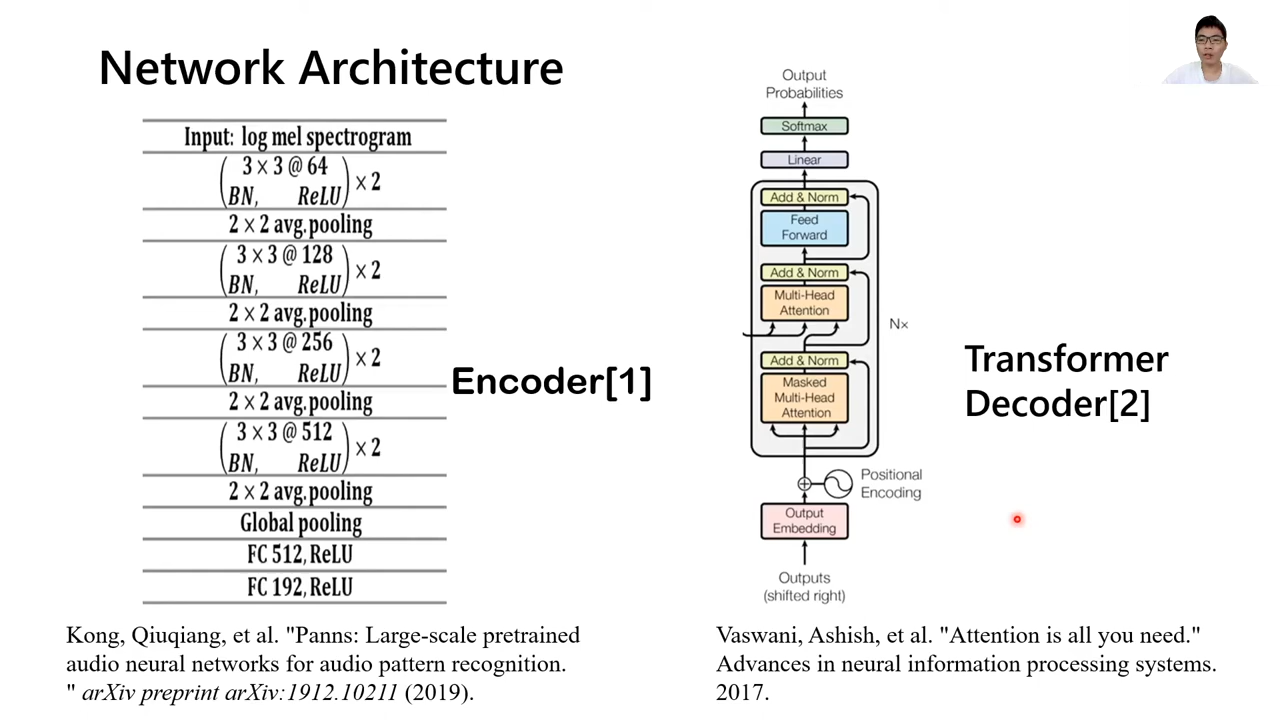 Network Architecture
Input: log mel spectrogram
(3 × 3 @ 64
BN, ReLU) × 2
2 × 2 avg.pooling
(3 × 3 @ 128
BN, ReLU) × 2
2 × 2 avg.pooling
(3 × 3 @ 256
BN, ReLU) × 2
2 × 2 avg.pooling
(3 × 3 @ 512
BN, ReLU) × 2
2 × 2 avg.pooling
Global pooling
FC 512, ReLU
FC 192, ReLU
Encoder[1]
Kong, Qiuqiang, et al. "Panns: Large-scale pretrained
audio neural networks for audio pattern recognition.
" arXiv preprint arXiv:1912.10211 (2019).
Output
Probabilities
Softmax
Linear
Add & Norm
Feed
Forward
Add & Norm
Multi-Head
Attention
N×
Add & Norm
Masked
Multi-Head
Attention
Positional
Encoding
Output
Embedding
Outputs
(shifted right)
Transformer
Decoder[2]
Vaswani, Ashish, et al. "Attention is all you need."
Advances in neural information processing systems.
2017.